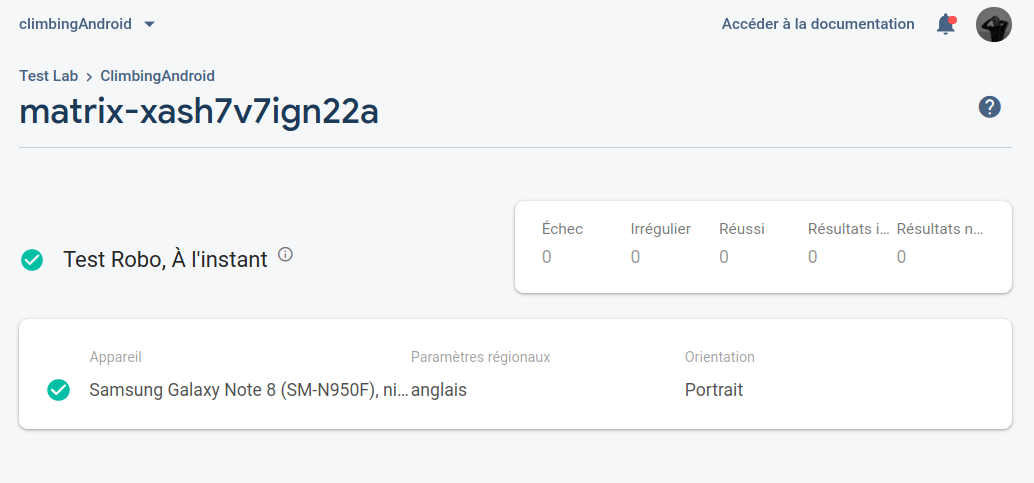 climbingAndroid
Accéder à la documentation
Test Lab › ClimbingAndroid
matrix-xash7v7ign22a
Échec Irrégulier Réussi Résultats i... Résultats n...
0 0 0 0 0
Test Robo, À l'instant
Appareil Paramètres régionaux Orientation
Samsung Galaxy Note 8 (SM-N950F), ni... anglais Portrait